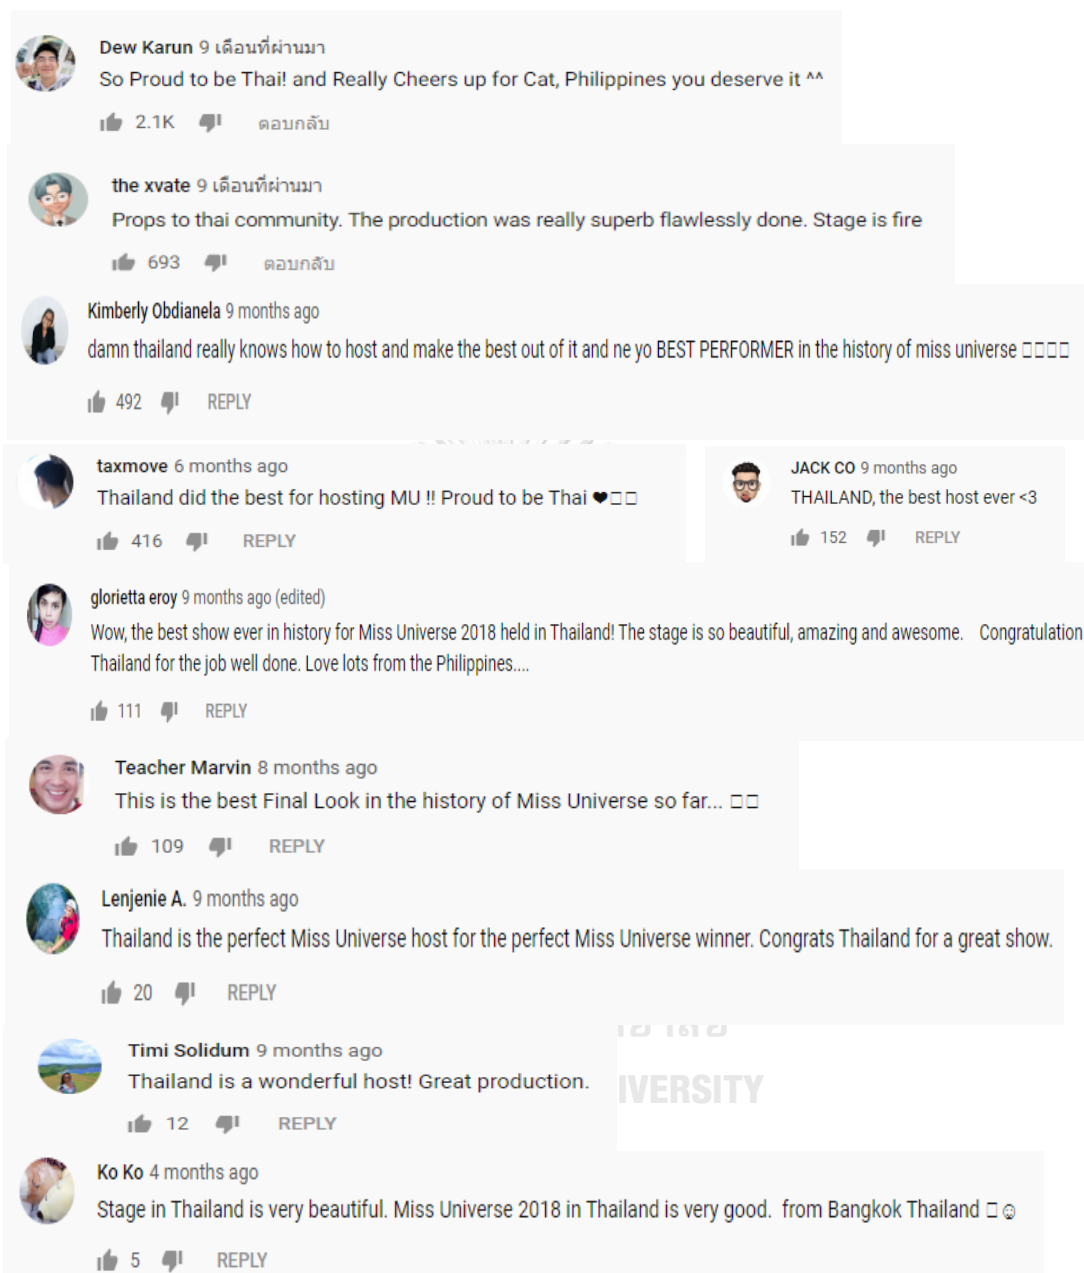 Dew Karun 9 เดือนที่ผ่านมา
So Proud to be Thai! and Really Cheers up for Cat, Philippines you deserve it ^^
2.1K ตอบกลับ
the xvate 9 เดือนที่ผ่านมา
Props to thai community. The production was really superb flawlessly done. Stage is fire
693 ตอบกลับ
Kimberly Obdianela 9 months ago
damn thailand really knows how to host and make the best out of it and ne yo BEST PERFORMER in the history of miss universe □□□□
492 REPLY
taxmove 6 months ago
Thailand did the best for hosting MU !! Proud to be Thai ❤□□
416 REPLY
JACK CO 9 months ago
THAILAND, the best host ever <3
152 REPLY
glorietta eroy 9 months ago (edited)
Wow, the best show ever in history for Miss Universe 2018 held in Thailand! The stage is so beautiful, amazing and awesome. Congratulation
Thailand for the job well done. Love lots from the Philippines....
111 REPLY
Teacher Marvin 8 months ago
This is the best Final Look in the history of Miss Universe so far... □□
109 REPLY
Lenjenie A. 9 months ago
Thailand is the perfect Miss Universe host for the perfect Miss Universe winner. Congrats Thailand for a great show.
20 REPLY
Timi Solidum 9 months ago
Thailand is a wonderful host! Great production.
12 REPLY
IVERSITY
Ko Ko 4 months ago
Stage in Thailand is very beautiful. Miss Universe 2018 in Thailand is very good. from Bangkok Thailand □☺
5 REPLY